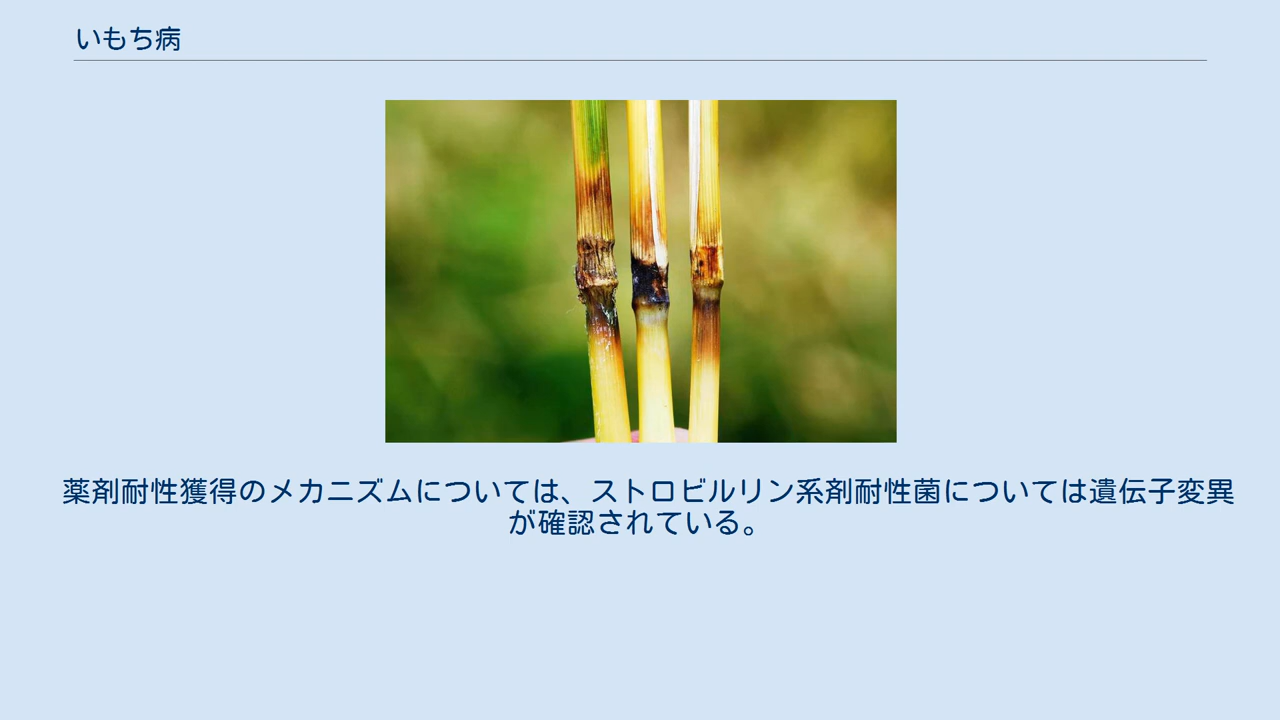 いもち病
薬剤耐性獲得のメカニズムについては、ストロビルリン系剤耐性菌については遺伝子変異
が確認されている。